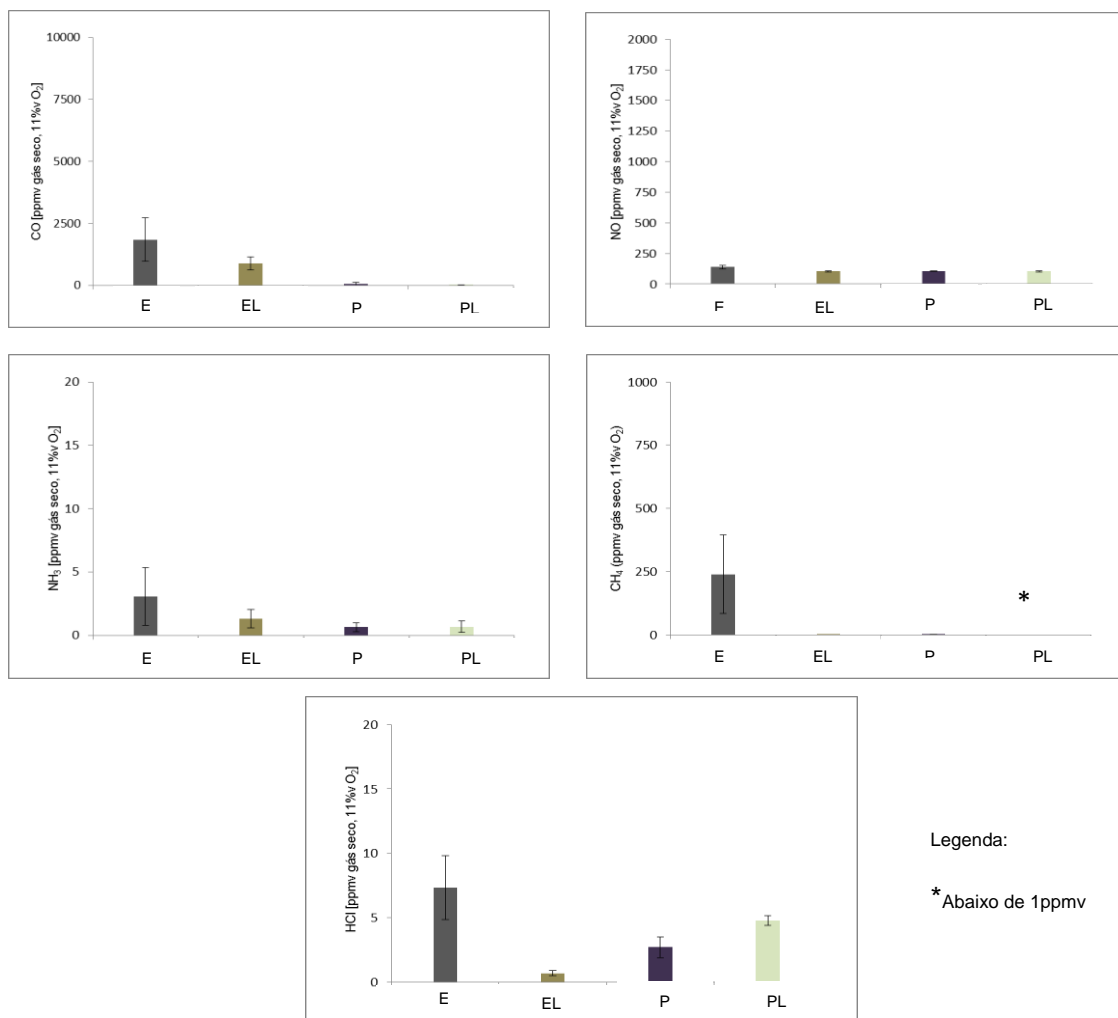 10000
7500
5000
2500
0
CO [ppmv gás seco, 11%v O₂]
E EL P PL
2000
1750
1500
1250
1000
750
500
250
0
NO [ppmv gás seco, 11%v O₂]
EL P PL
20
15
10
5
0
NH₃ [ppmv gás seco, 11%v O₂]
E EL P PL
1000
750
500
250
0
CH₄ (ppmv gás seco, 11%v O₂)
*
E EL P PL
20
15
10
5
0
HCl [ppmv gás seco, 11%v O₂]
E EL P PL
Legenda:
*Abaixo de 1ppmv